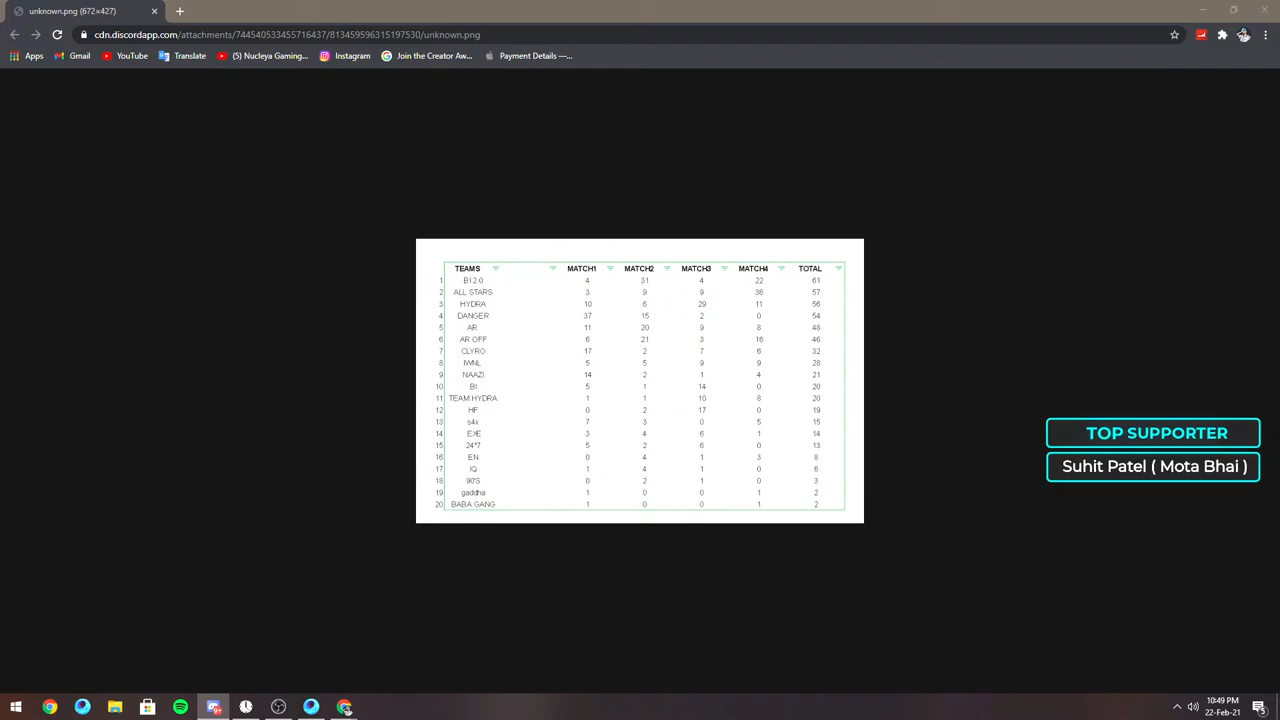 unknown.png (672×427)
cdn.discordapp.com/attachments/744540533455716437/813459596315197530/unknown.png
Apps Gmail YouTube Translate (5) Nucleya Gaming... Instagram Join the Creator Aw... Payment Details —...
TEAMS MATCH1 MATCH2 MATCH3 MATCH4 TOTAL
1 BI 2.0 4 31 4 22 61
2 ALL STARS 3 9 9 36 57
3 HYDRA 10 6 29 11 56
4 DANGER 37 15 2 0 54
5 AR 11 20 9 8 48
6 AR OFF 6 21 3 16 46
7 CLYRO 17 2 7 6 32
8 IWNL 5 5 9 9 28
9 NAAZI 14 2 1 4 21
10 BI 5 1 14 0 20
11 TEAM HYDRA 1 1 10 8 20
12 HF 0 2 17 0 19
13 s4x 7 3 0 5 15
14 EXE 3 4 6 1 14
15 24*7 5 2 6 0 13
16 EN 0 4 1 3 8
17 IQ 1 4 1 0 6
18 90'S 0 2 1 0 3
19 gaddha 1 0 0 1 2
20 BABA GANG 1 0 0 1 2
TOP SUPPORTER
Suhit Patel ( Mota Bhai )
10:49 PM
22-Feb-21